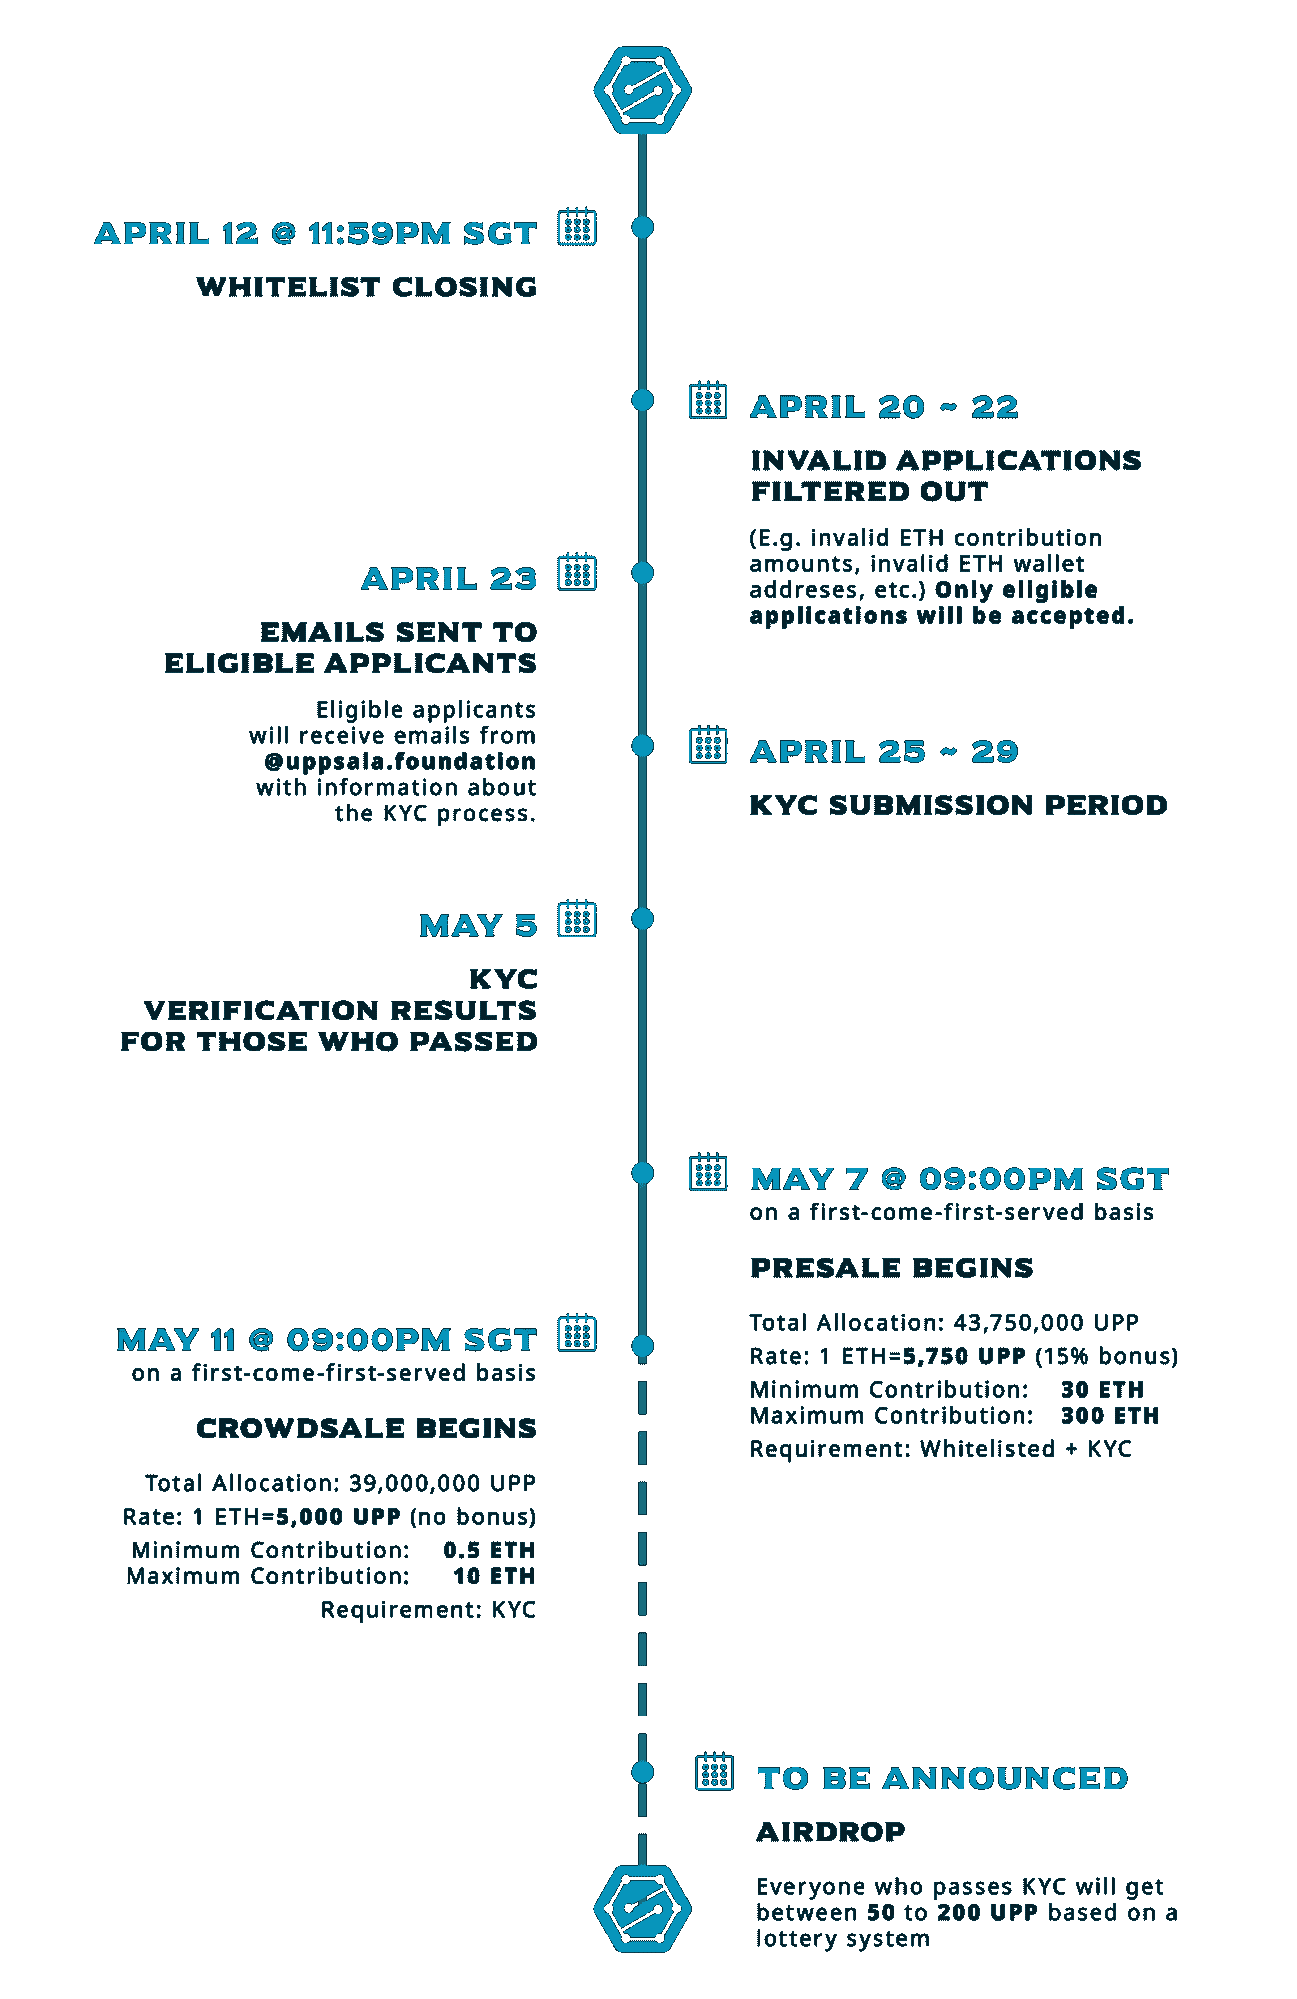 APRIL 12 @ 11:59PM SGT
WHITELIST CLOSING
APRIL 20 ~ 22
INVALID APPLICATIONS
FILTERED OUT
(E.g. invalid ETH contribution
amounts, invalid ETH wallet
addreses, etc.) Only eligible
applications will be accepted.
APRIL 23
EMAILS SENT TO
ELIGIBLE APPLICANTS
Eligible applicants
will receive emails from
@uppsala.foundation
with information about
the KYC process.
APRIL 25 ~ 29
KYC SUBMISSION PERIOD
MAY 5
KYC
VERIFICATION RESULTS
FOR THOSE WHO PASSED
MAY 7 @ 09:00PM SGT
on a first-come-first-served basis
PRESALE BEGINS
Total Allocation: 43,750,000 UPP
Rate: 1 ETH=5,750 UPP (15% bonus)
Minimum Contribution: 30 ETH
Maximum Contribution: 300 ETH
Requirement: Whitelisted + KYC
MAY 11 @ 09:00PM SGT
on a first-come-first-served basis
CROWDSALE BEGINS
Total Allocation: 39,000,000 UPP
Rate: 1 ETH=5,000 UPP (no bonus)
Minimum Contribution: 0.5 ETH
Maximum Contribution: 10 ETH
Requirement: KYC
TO BE ANNOUNCED
AIRDROP
Everyone who passes KYC will get
between 50 to 200 UPP based on a
lottery system